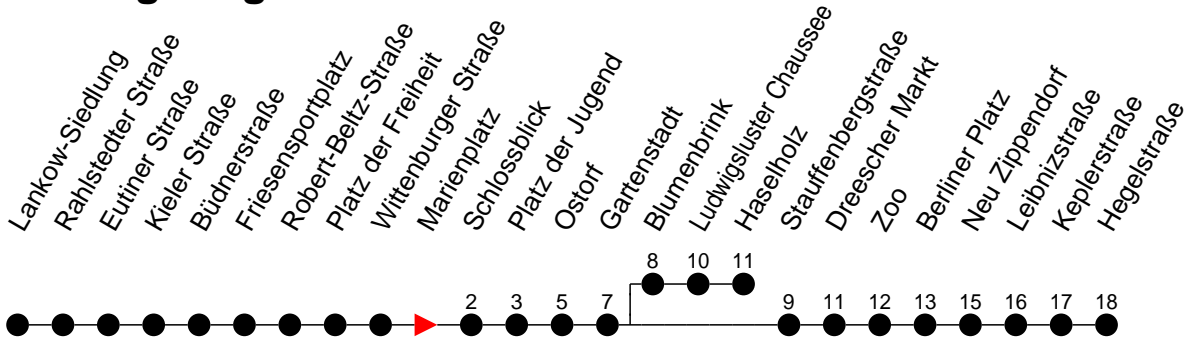 Lankow-Siedlung
Rahlstedter Straße
Eutiner Straße
Kieler Straße
Büdnerstraße
Friesensportplatz
Robert-Beltz-Straße
Platz der Freiheit
Wittenburger Straße
Marienplatz
Schlossblick
Platz der Jugend
Ostorf
Gartenstadt
Blumenbrink
Ludwigsluster Chaussee
Haselholz
Stauffenbergstraße
Dreescher Markt
Zoo
Berliner Platz
Neu Zippendorf
Leibnizstraße
Keplerstraße
Hegelstraße
8 10 11
2 3 5 7 9 11 12 13 15 16 17 18